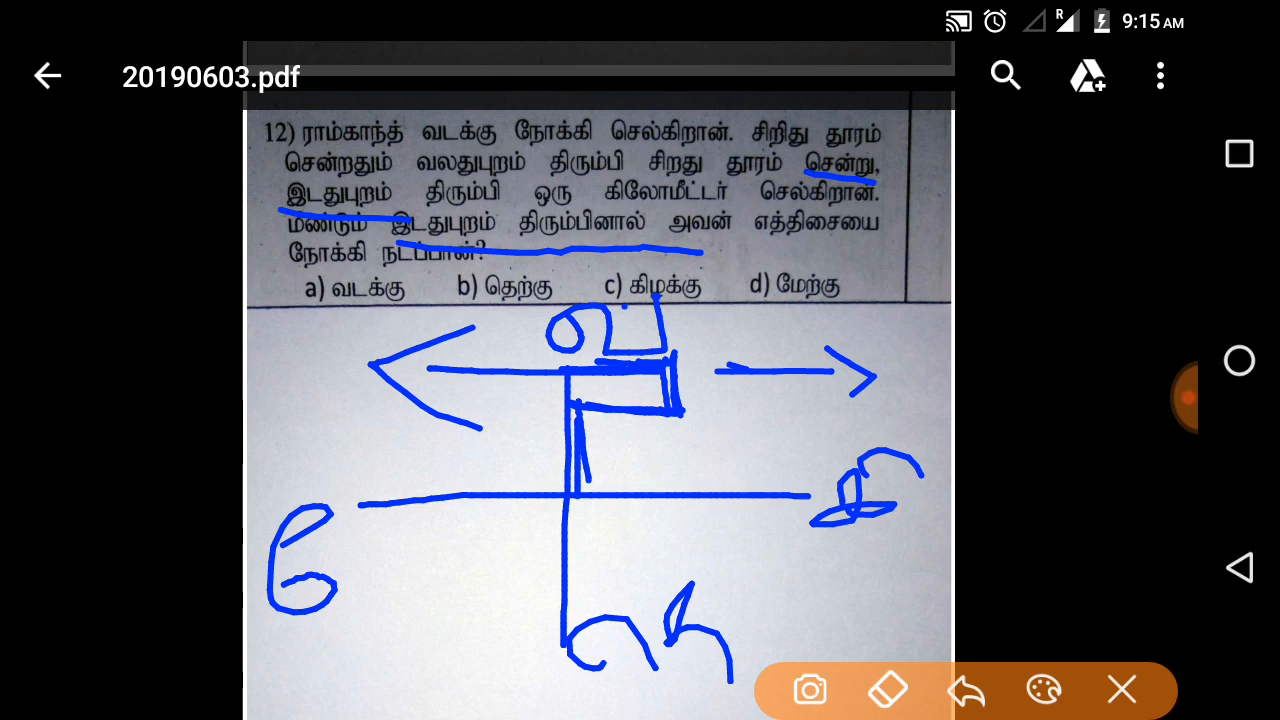 R
9:15 AM
20190603.pdf
12) ராம்காந்த் வடக்கு நோக்கி செல்கிறான். சிறிது தூரம்
சென்றதும் வலதுபுறம் திரும்பி சிறது தூரம் சென்று,
இடதுபுறம் திரும்பி ஒரு கிலோமீட்டர் செல்கிறான்.
மீண்டும் இடதுபுறம் திரும்பினால் அவன் எத்திசையை
நோக்கி நடப்பான்?
a) வடக்கு b) தெற்கு c) கிழக்கு d) மேற்கு
வ